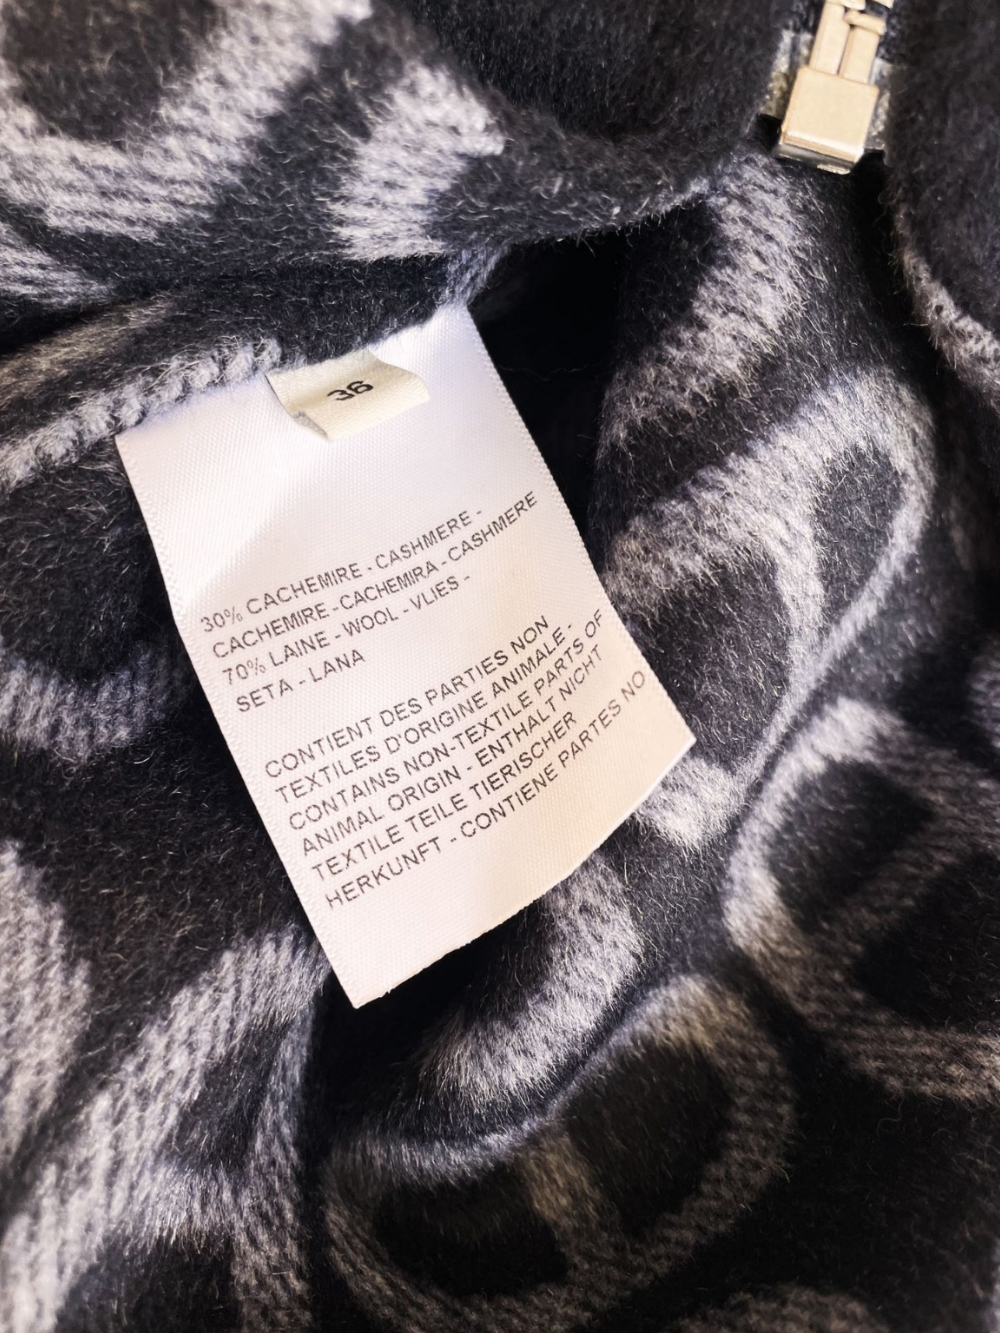 36
30% CACHEMIRE - CASHMERE -
CACHEMIRE - CACHEMIRA - CASHMERE
70% LAINE - WOOL - VLIES -
SETA - LANA
CONTIENT DES PARTIES NON
TEXTILES D'ORIGINE ANIMALE -
CONTAINS NON-TEXTILE PARTS OF
ANIMAL ORIGIN - ENTHALT NICHT
TEXTILE TEILE TIERISCHER
HERKUNFT - CONTIENE PARTES NO